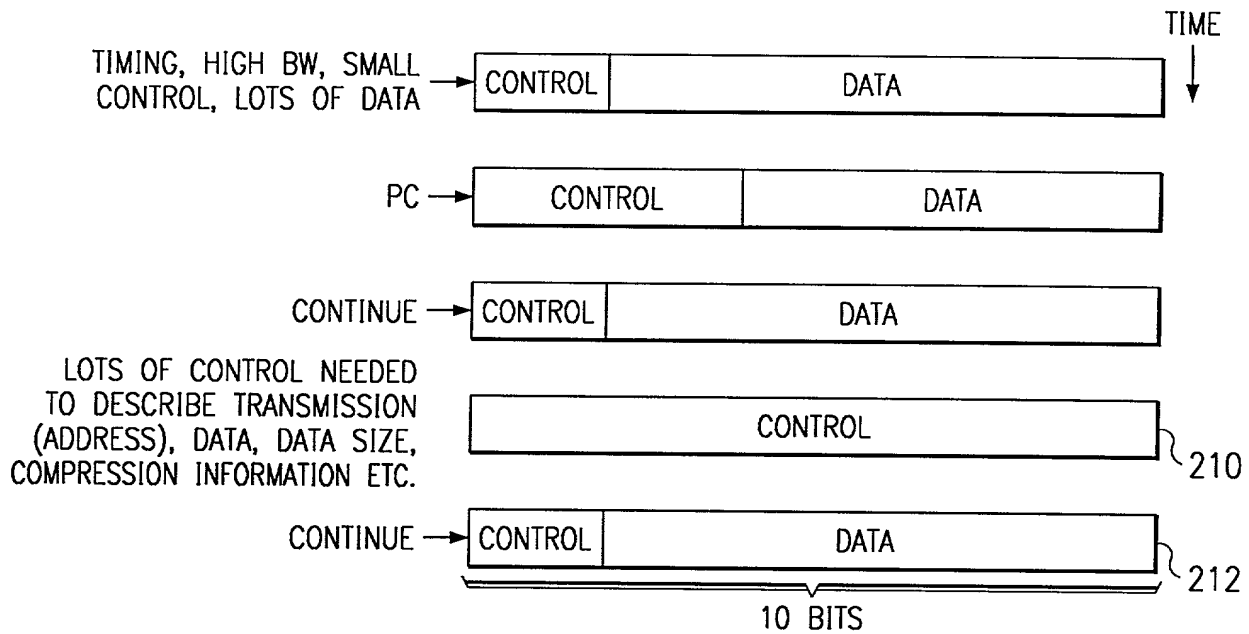 TIME
TIMING, HIGH BW, SMALL
CONTROL, LOTS OF DATA
CONTROL
DATA
PC
CONTROL
DATA
CONTINUE
CONTROL
DATA
LOTS OF CONTROL NEEDED
TO DESCRIBE TRANSMISSION
(ADDRESS), DATA, DATA SIZE,
COMPRESSION INFORMATION ETC.
CONTROL
210
CONTINUE
CONTROL
DATA
212
10 BITS